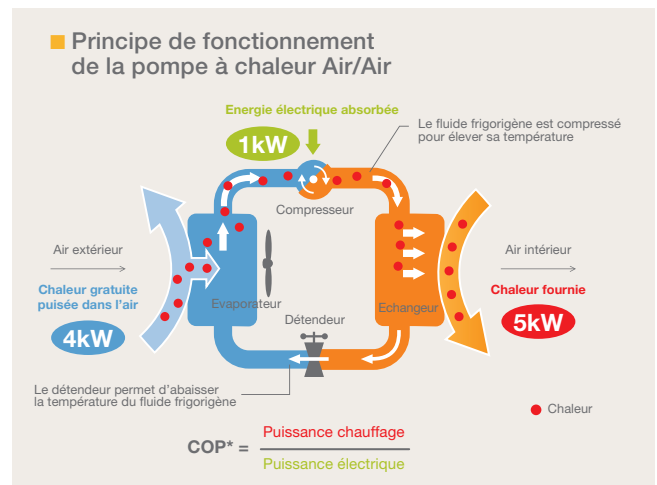 Principe de fonctionnement
de la pompe à chaleur Air/Air
Energie électrique absorbée
1kW
Le fluide frigorigène est compressé
pour élever sa température
Compresseur
Air extérieur
Chaleur gratuite
puisée dans l'air
4kW
Evaporateur
Détendeur
Echangeur
Air intérieur
Chaleur fournie
5kW
Le détendeur permet d'abaisser
la température du fluide frigorigène
Chaleur
COP* =
Puissance chauffage
Puissance électrique